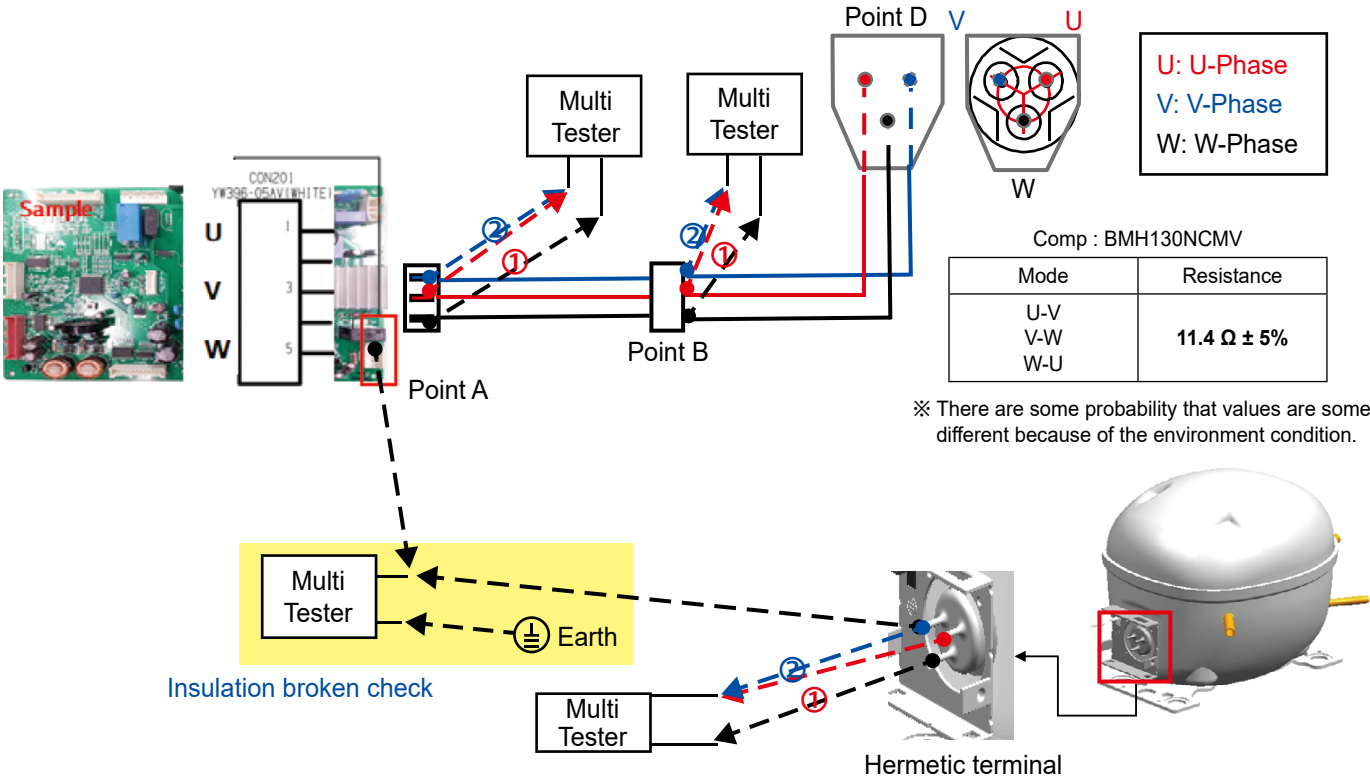 Point D
V
U
U: U-Phase
V: V-Phase
W: W-Phase
Multi
Tester
Multi
Tester
W
CON201
YW396-05AV(WHITE)
Sample
U
1
V
3
W
5
②
①
②
①
Point B
Point A
Comp : BMH130NCMV
Mode
Resistance
U-V
V-W
W-U
11.4 Ω ± 5%
※ There are some probability that values are some
different because of the environment condition.
Multi
Tester
Earth
Insulation broken check
②
①
Multi
Tester
Hermetic terminal